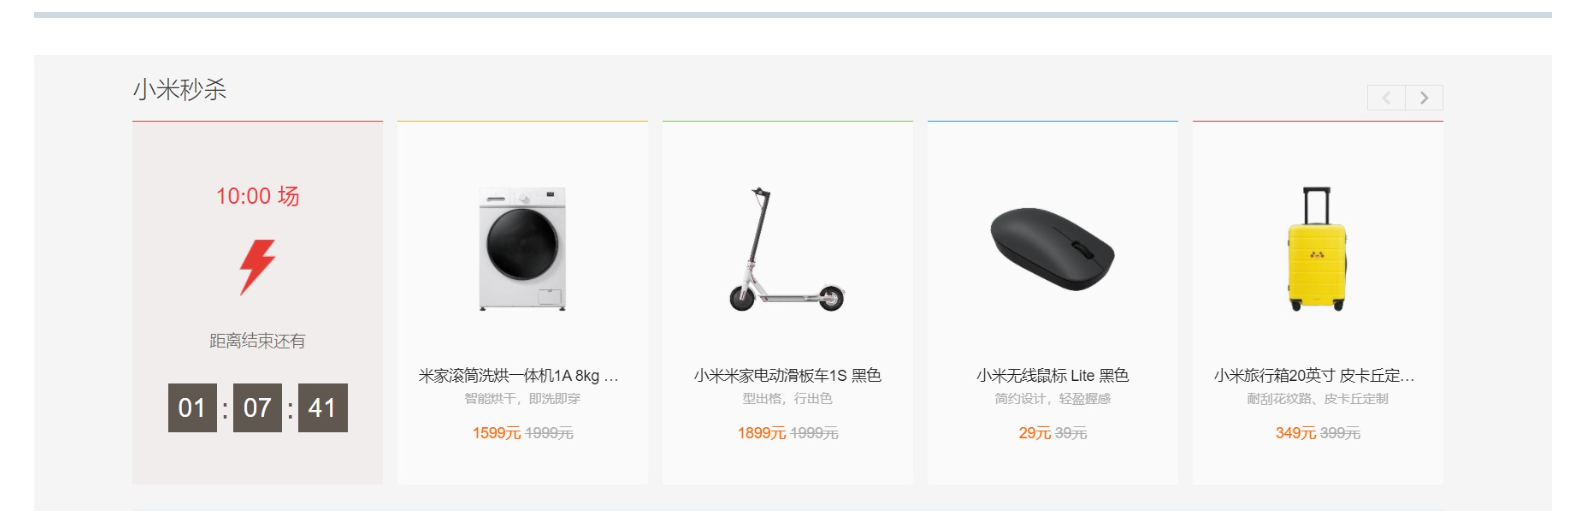 小米秒杀
10:00 场
距离结束还有
01 : 07 : 41
米家滚筒洗烘一体机1A 8kg ...
智能烘干，即洗即穿
1599元 1999元
小米米家电动滑板车1S 黑色
型出格，行出色
1899元 1999元
小米无线鼠标 Lite 黑色
简约设计，轻盈握感
29元 39元
小米旅行箱20英寸 皮卡丘定...
耐刮花纹路、皮卡丘定制
349元 399元